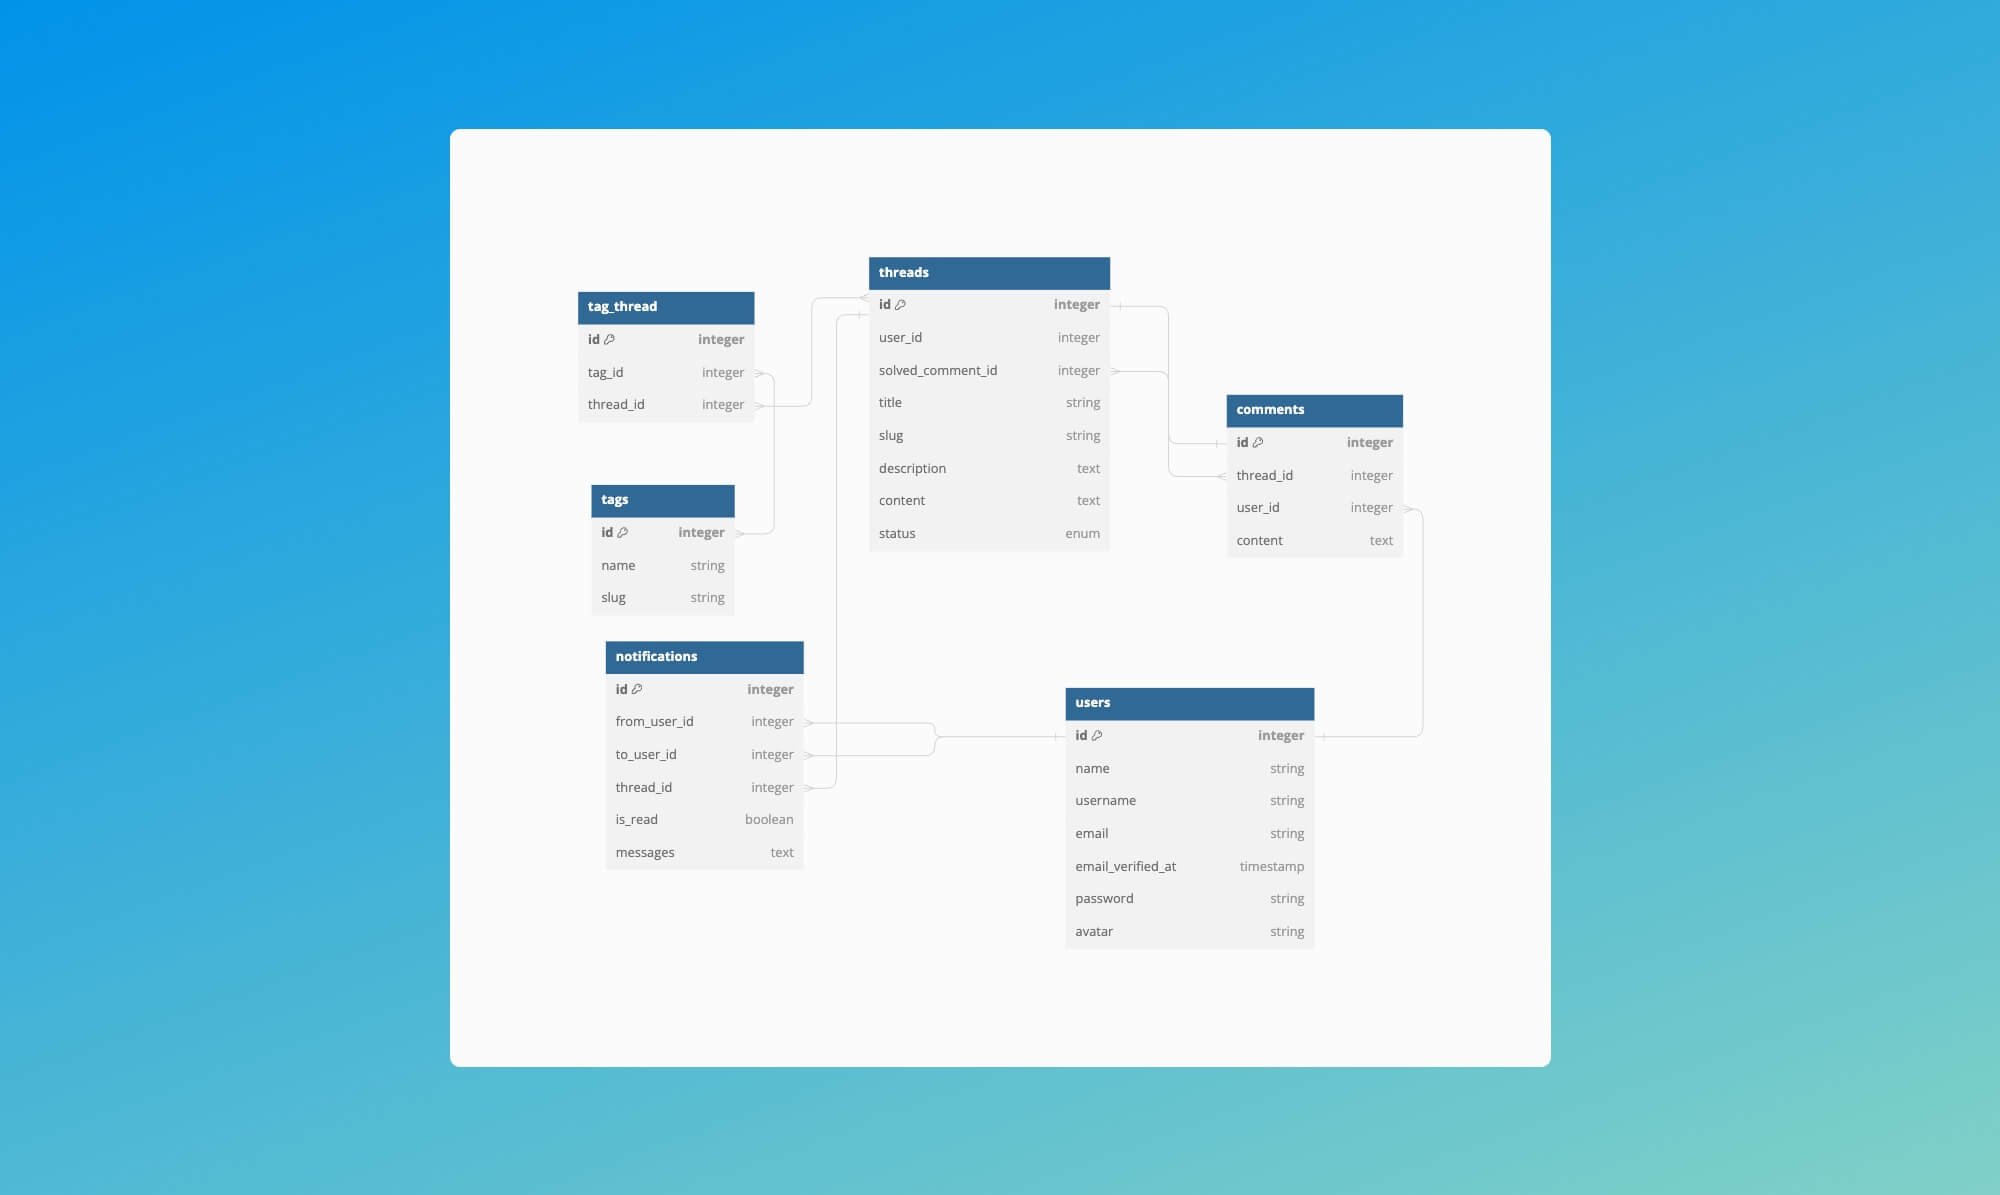 tag_thread
id integer
tag_id integer
thread_id integer
tags
id integer
name string
slug string
notifications
id integer
from_user_id integer
to_user_id integer
thread_id integer
is_read boolean
messages text
threads
id integer
user_id integer
solved_comment_id integer
title string
slug string
description text
content text
status enum
comments
id integer
thread_id integer
user_id integer
content text
users
id integer
name string
username string
email string
email_verified_at timestamp
password string
avatar string